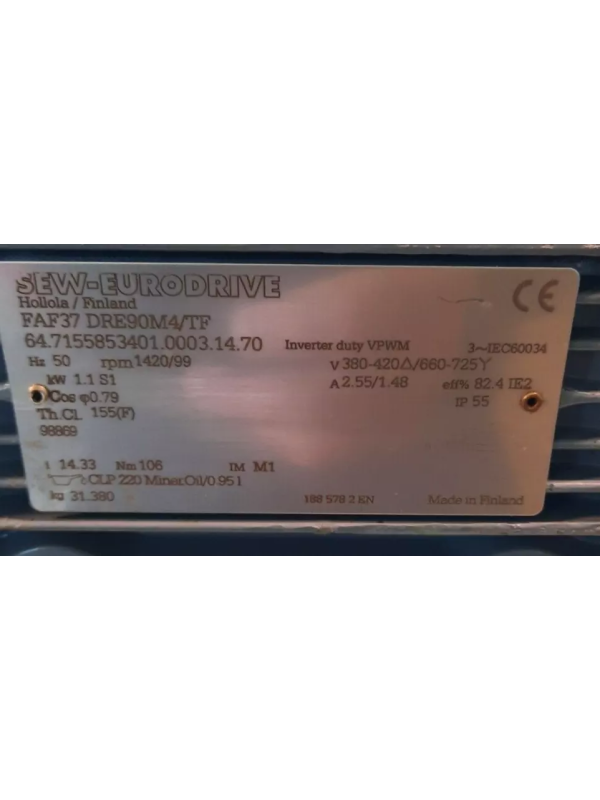 SEW-EURODRIVE
Hollola / Finland
CE
FAF37 DRE90M4/TF
64.7155853401.0003.14.70 Inverter duty VPWM 3~IEC60034
Hz 50 rpm 1420/99 V 380-420△/660-725Y
kW 1.1 S1 A 2.55/1.48 eff% 82.4 IE2
Cos φ0.79 IP 55
Th.Cl. 155(F)
98869
i 14.33 Nm 106 IM M1
CLP 220 Miner.Oil/0.95 l
kg 31.380 188 578 2 EN Made in Finland